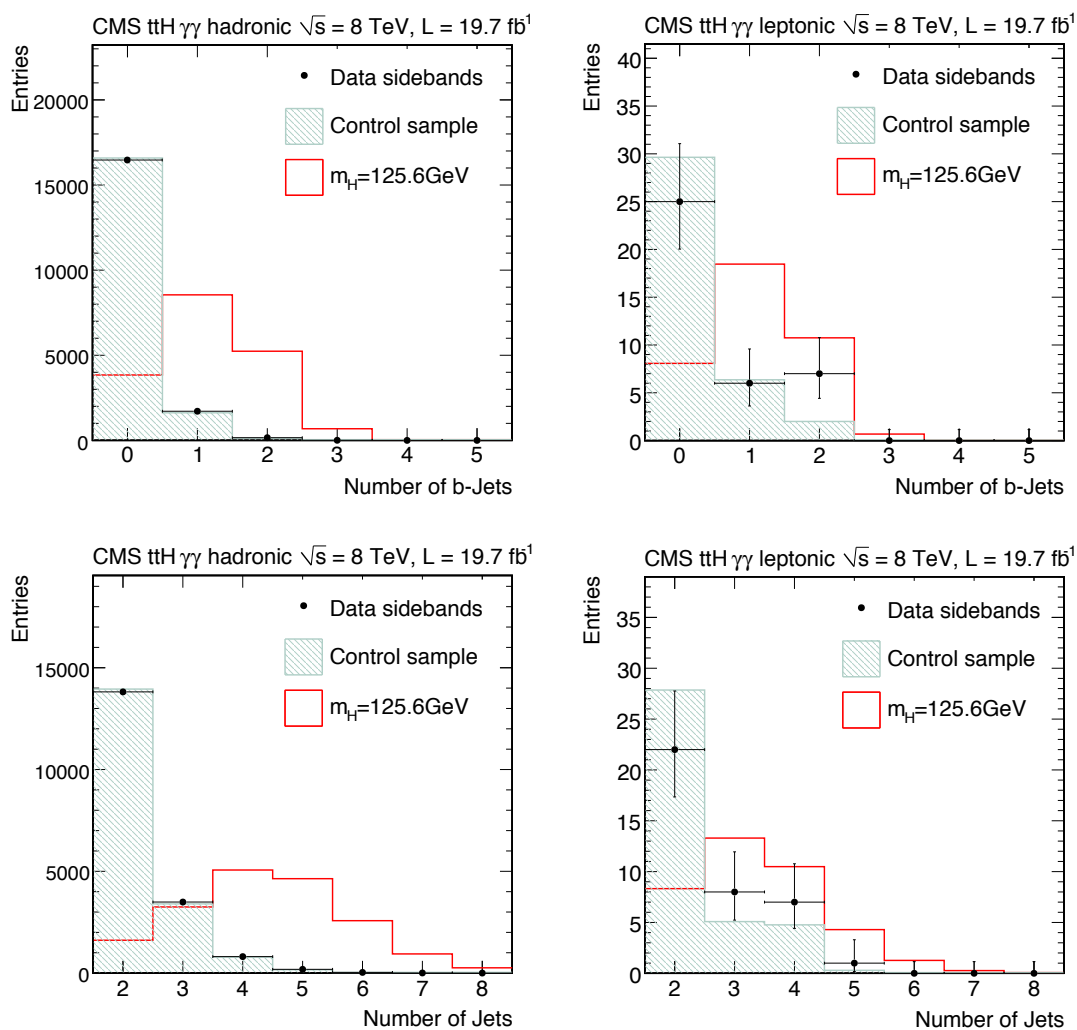 CMS ttH γγ hadronic √s = 8 TeV, L = 19.7 fb⁻¹
Entries
20000
15000
10000
5000
0
Data sidebands
Control sample
m_H=125.6GeV
0 1 2 3 4 5
Number of b-Jets
CMS ttH γγ leptonic √s = 8 TeV, L = 19.7 fb⁻¹
Entries
40
35
30
25
20
15
10
5
0
Data sidebands
Control sample
m_H=125.6GeV
0 1 2 3 4 5
Number of b-Jets
CMS ttH γγ hadronic √s = 8 TeV, L = 19.7 fb⁻¹
Entries
15000
10000
5000
0
Data sidebands
Control sample
m_H=125.6GeV
2 3 4 5 6 7 8
Number of Jets
CMS ttH γγ leptonic √s = 8 TeV, L = 19.7 fb⁻¹
Entries
35
30
25
20
15
10
5
0
Data sidebands
Control sample
m_H=125.6GeV
2 3 4 5 6 7 8
Number of Jets